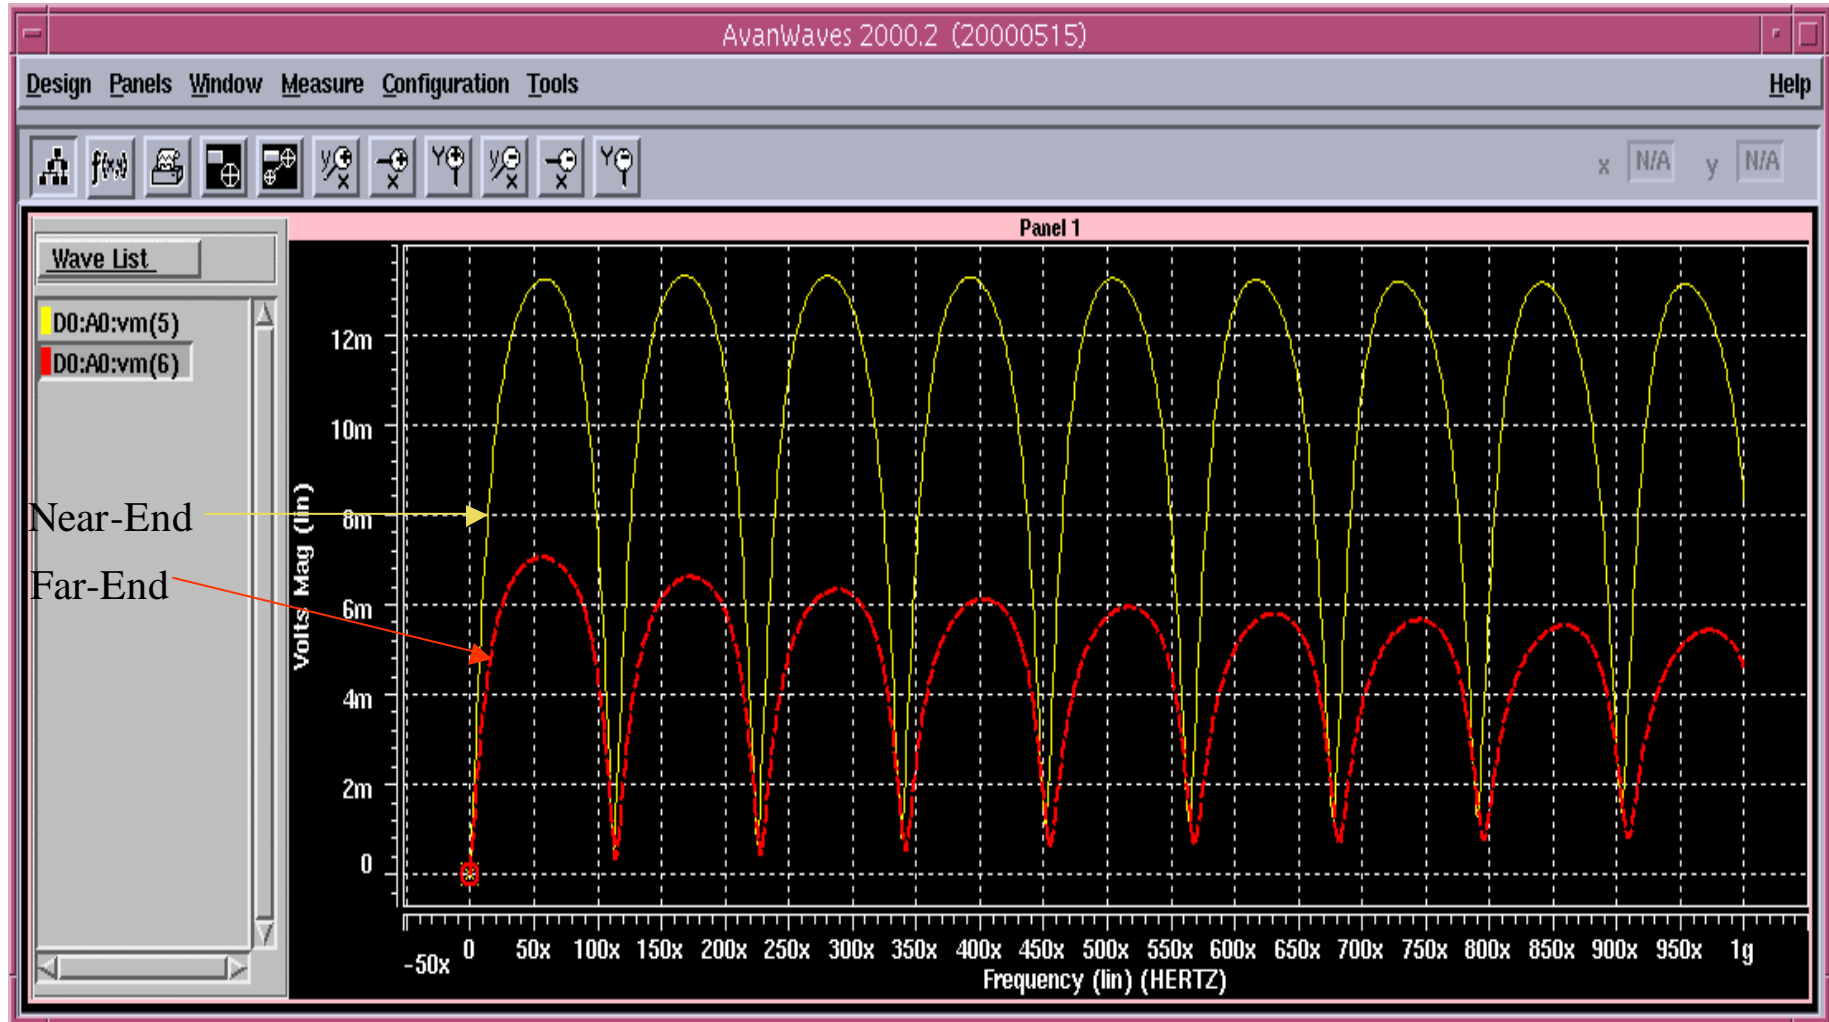 AvanWaves 2000.2 (20000515)
Design Panels Window Measure Configuration Tools Help
f(x,y) y/x x Y y/x x Y x N/A y N/A
Panel 1
Wave List
D0:A0:vm(5)
D0:A0:vm(6)
Near-End
Far-End
Volts Mag (lin)
12m
10m
8m
6m
4m
2m
0
-50x 0 50x 100x 150x 200x 250x 300x 350x 400x 450x 500x 550x 600x 650x 700x 750x 800x 850x 900x 950x 1g
Frequency (lin) (HERTZ)